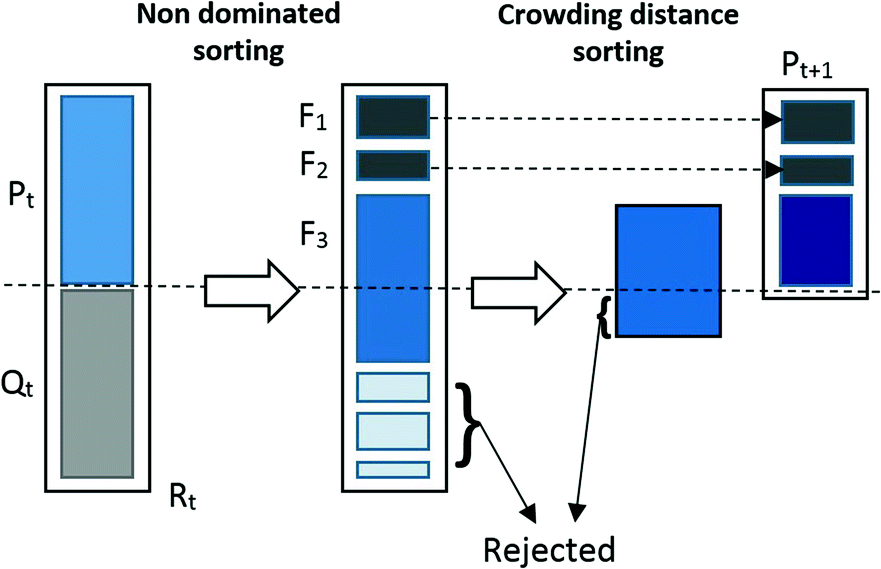 Non dominated
sorting
Crowding distance
sorting
Pt+1
F1
F2
Pt
F3
Qt
Rt
Rejected